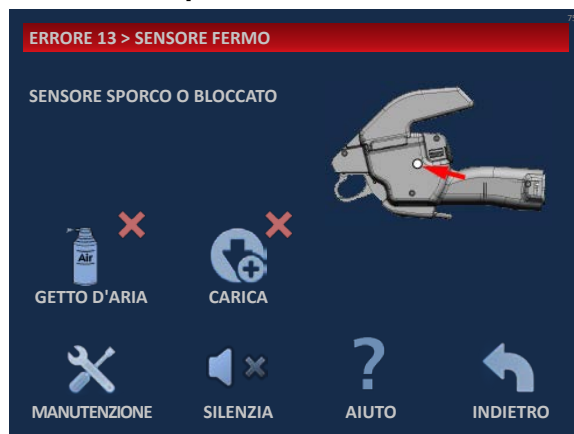 ERRORE 13 > SENSORE FERMO
SENSORE SPORCO O BLOCCATO
Air
GETTO D'ARIA
CARICA
MANUTENZIONE
SILENZIA
?
AIUTO
INDIETRO